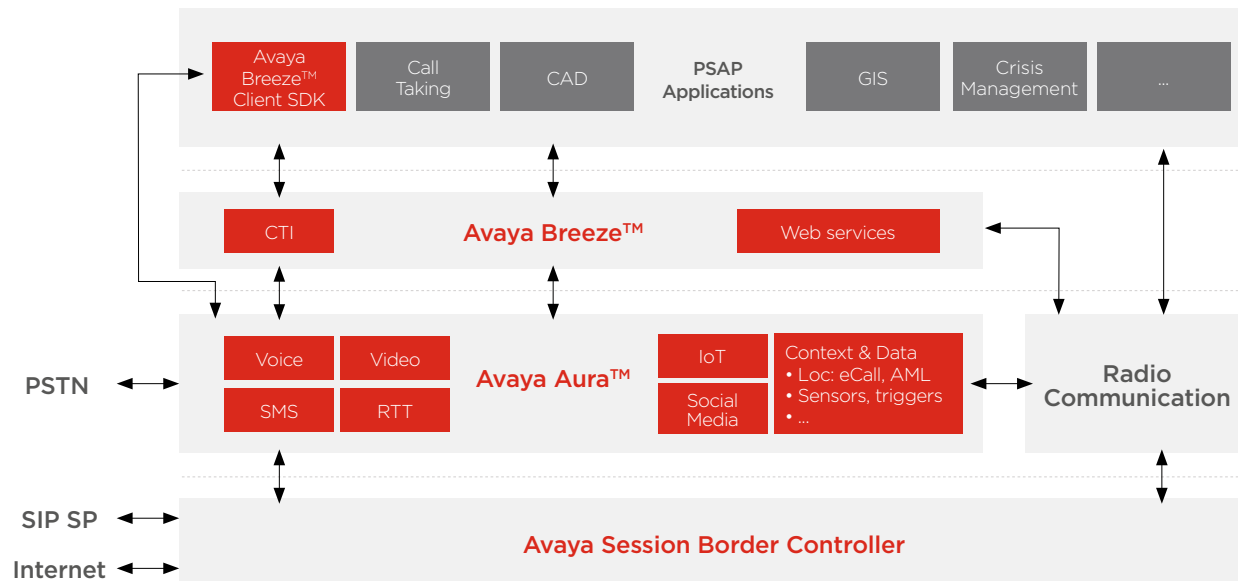 Avaya
Breeze™
Client SDK
Call
Taking
CAD
PSAP
Applications
GIS
Crisis
Management
...
CTI
Avaya Breeze™
Web services
Voice
Video
SMS
RTT
Avaya Aura™
IoT
Social
Media
Context & Data
• Loc: eCall, AML
• Sensors, triggers
• ...
Radio
Communication
PSTN
SIP SP
Internet
Avaya Session Border Controller